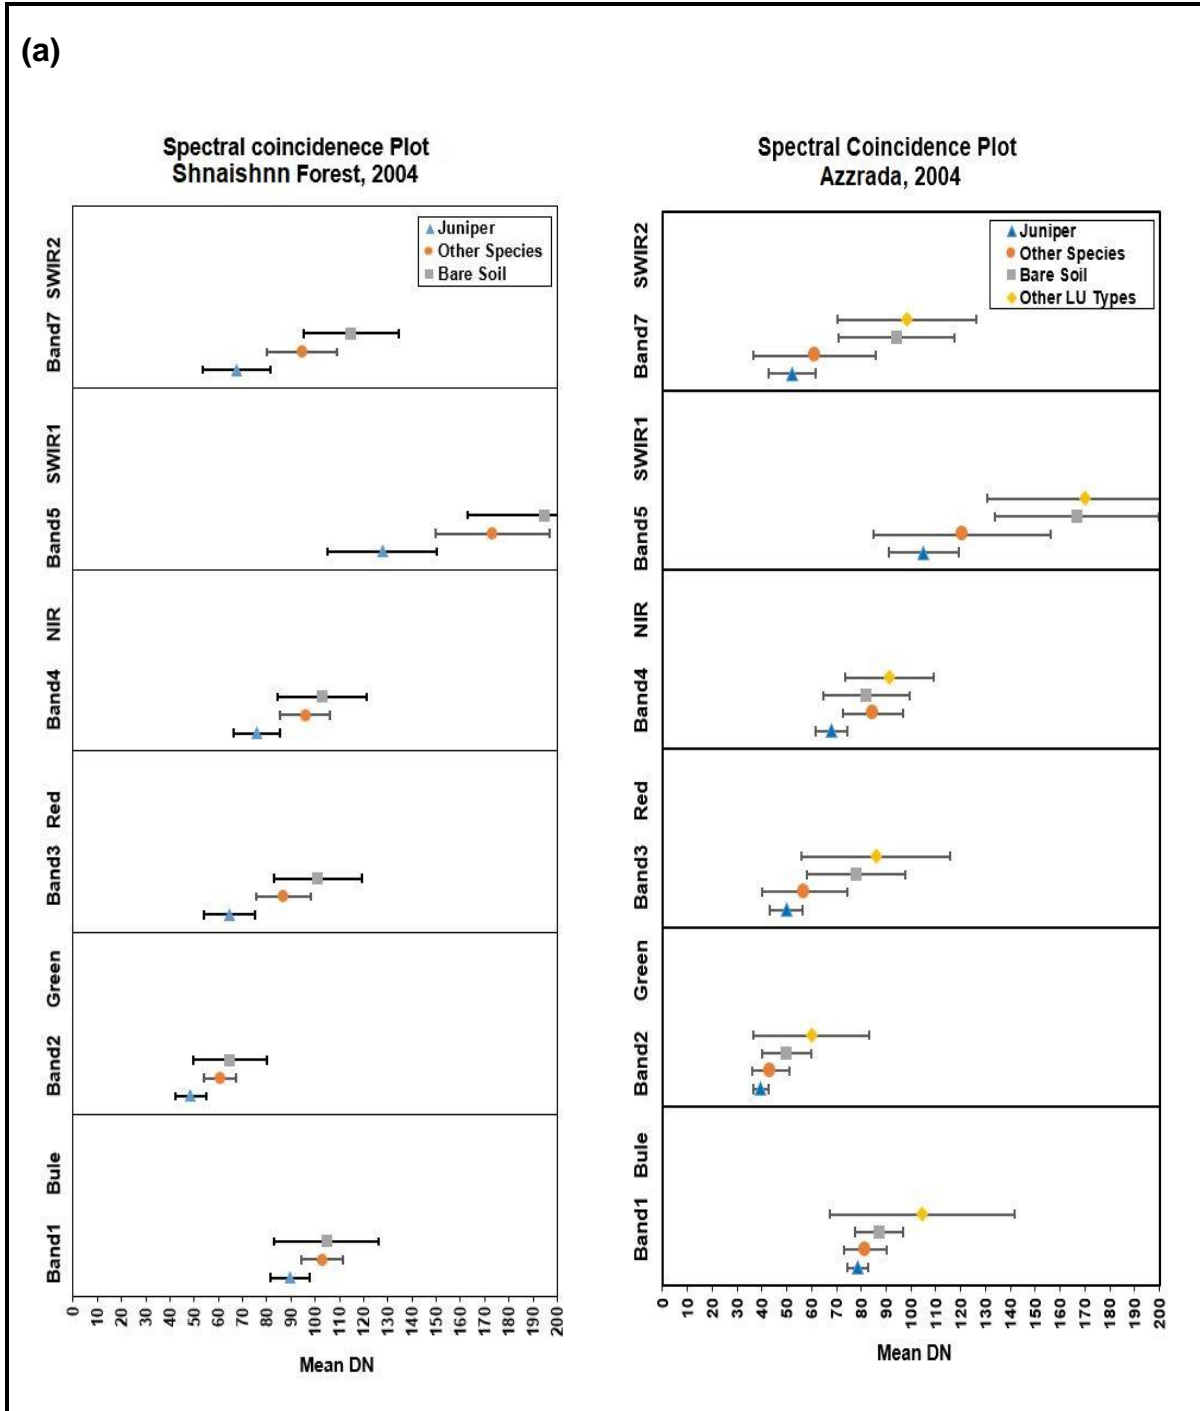 (a)
Spectral coincidenece Plot
Shnaishnn Forest, 2004
Juniper
Other Species
Bare Soil
Band7 SWIR2
Band5 SWIR1
Band4 NIR
Band3 Red
Band2 Green
Band1 Bule
0 10 20 30 40 50 60 70 80 90 100 110 120 130 140 150 160 170 180 190 200
Mean DN
Spectral Coincidence Plot
Azzrada, 2004
Juniper
Other Species
Bare Soil
Other LU Types
Band7 SWIR2
Band5 SWIR1
Band4 NIR
Band3 Red
Band2 Green
Band1 Bule
0 10 20 30 40 50 60 70 80 90 100 110 120 130 140 150 160 170 180 190 200
Mean DN